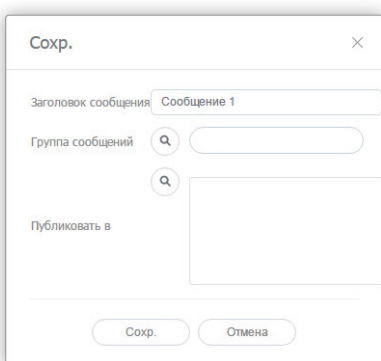 Сохр.
Заголовок сообщения Сообщение 1
Группа сообщений
Публиковать в
Сохр. Отмена